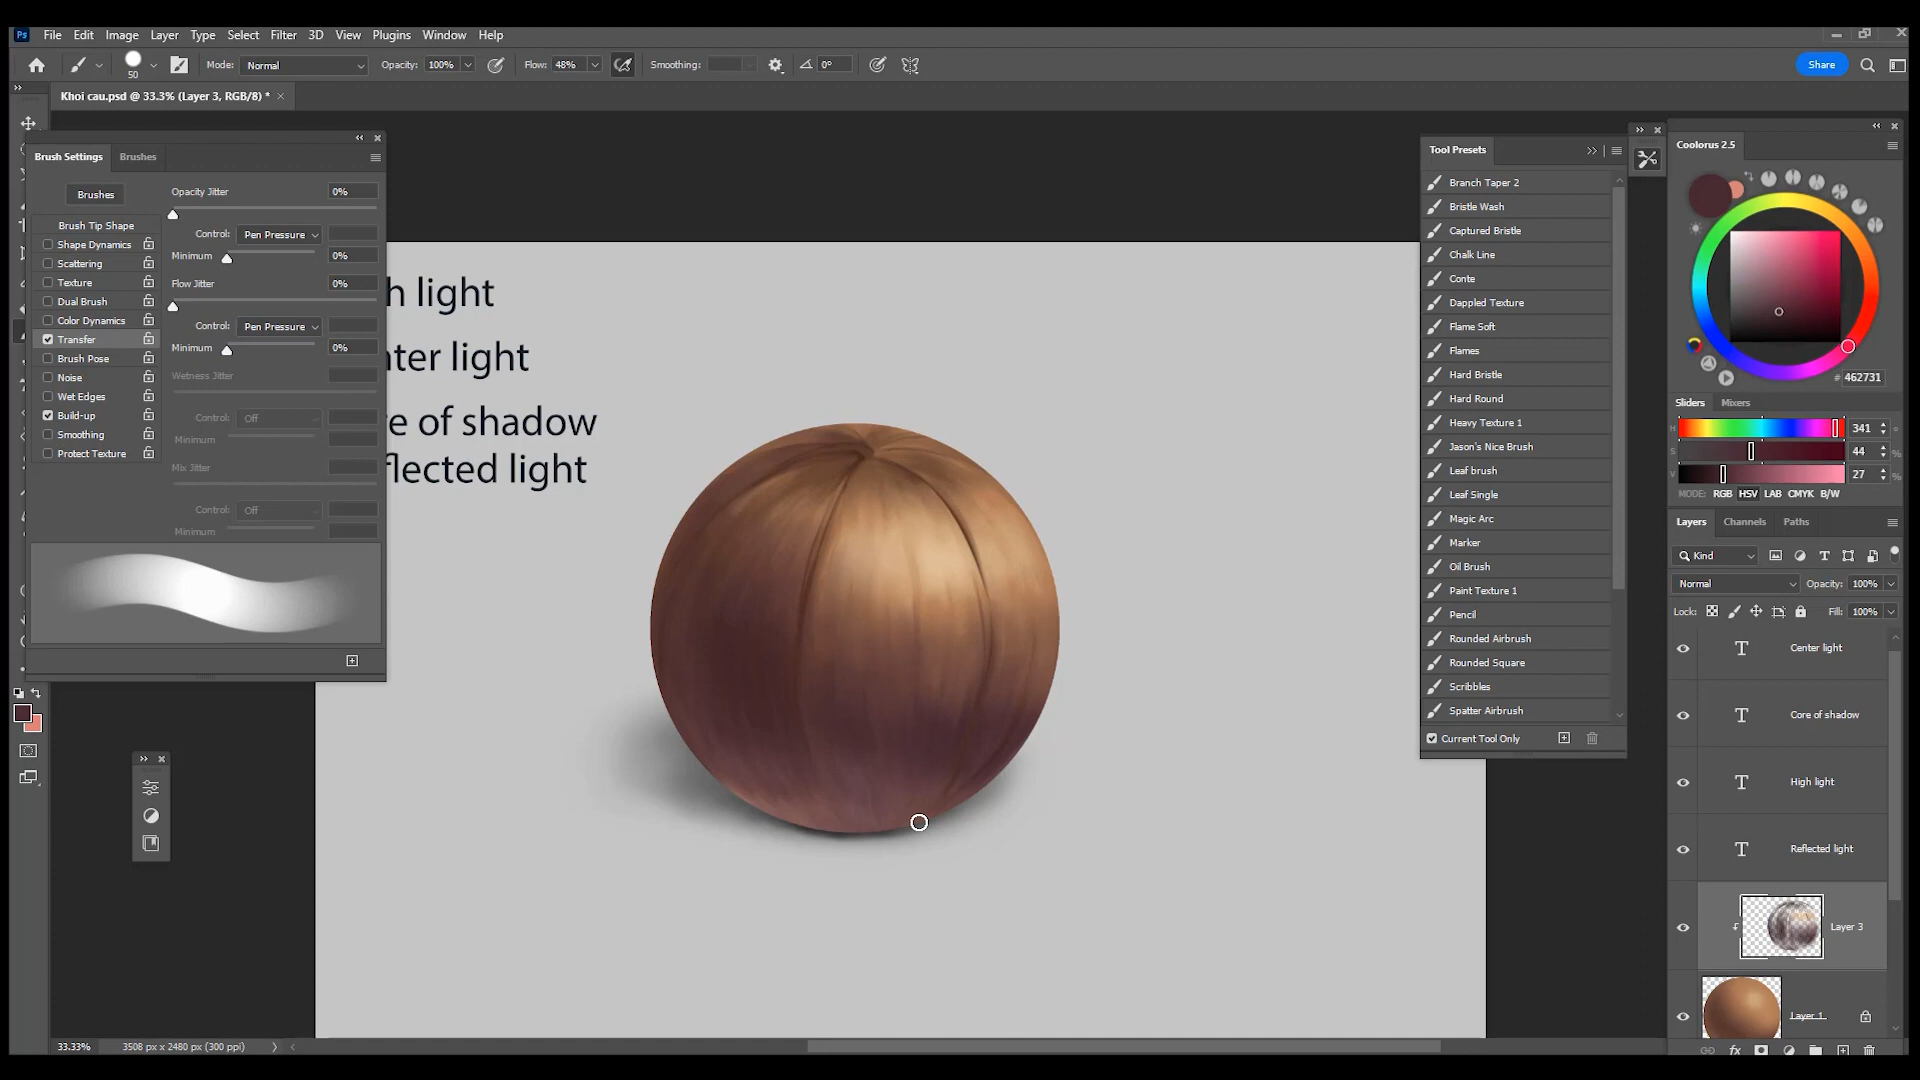 Ps File Edit Image Layer Type Select Filter 3D View Plugins Window Help
50 Mode: Normal Opacity: 100% Flow: 48% Smoothing: 0° Share
Khoi cau.psd @ 33.3% (Layer 3, RGB/8) * ×
Brush Settings Brushes
Brushes
Brush Tip Shape
Shape Dynamics
Scattering
Texture
Dual Brush
Color Dynamics
Transfer
Brush Pose
Noise
Wet Edges
Build-up
Smoothing
Protect Texture
Opacity Jitter 0%
Control: Pen Pressure
Minimum 0%
Flow Jitter 0%
Control: Pen Pressure
Minimum 0%
Wetness Jitter
Control: Off
Minimum
Mix Jitter
Control: Off
Minimum
h light
nter light
re of shadow
flected light
Tool Presets
Branch Taper 2
Bristle Wash
Captured Bristle
Chalk Line
Conte
Dappled Texture
Flame Soft
Flames
Hard Bristle
Hard Round
Heavy Texture 1
Jason's Nice Brush
Leaf brush
Leaf Single
Magic Arc
Marker
Oil Brush
Paint Texture 1
Pencil
Rounded Airbrush
Rounded Square
Scribbles
Spatter Airbrush
Current Tool Only
Coolorus 2.5
# 462731
Sliders Mixers
H 341 °
S 44 %
V 27 %
MODE: RGB HSV LAB CMYK B/W
Layers Channels Paths
Kind
Normal Opacity: 100%
Lock: Fill: 100%
Center light
Core of shadow
High light
Reflected light
Layer 3
Layer 1
33.33% 3508 px x 2480 px (300 ppi)